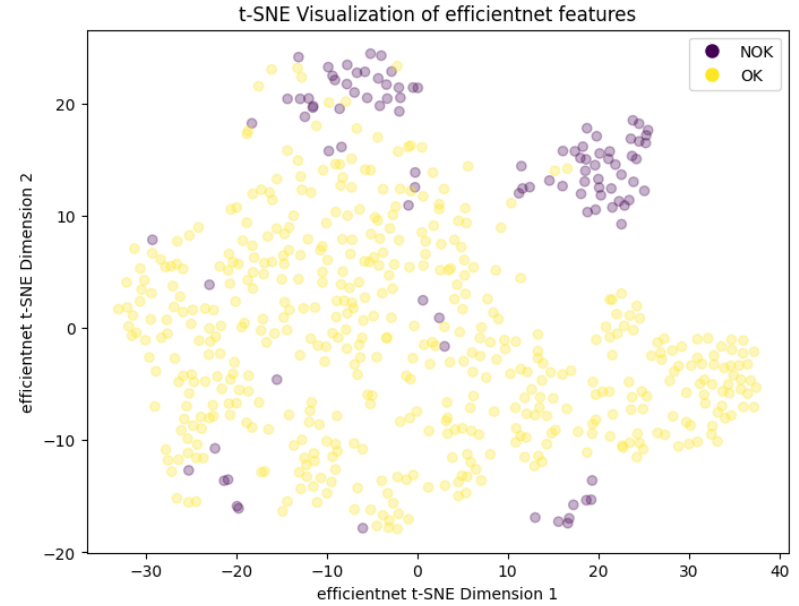 t-SNE Visualization of efficientnet features
NOK
OK
20
10
0
−10
−20
efficientnet t-SNE Dimension 2
−30
−20
−10
0
10
20
30
40
efficientnet t-SNE Dimension 1